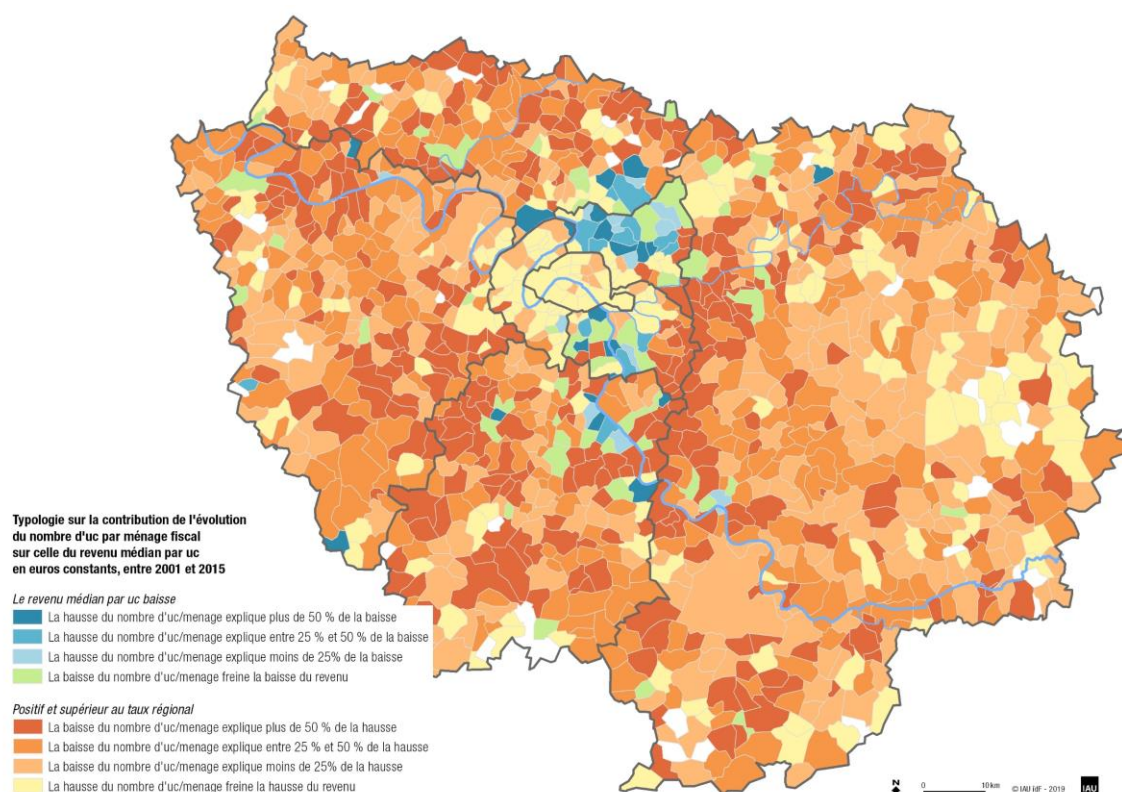 Typologie sur la contribution de l'évolution
du nombre d'uc par ménage fiscal
sur celle du revenu médian par uc
en euros constants, entre 2001 et 2015
Le revenu médian par uc baisse
La hausse du nombre d'uc/menage explique plus de 50 % de la baisse
La hausse du nombre d'uc/menage explique entre 25 % et 50 % de la baisse
La hausse du nombre d'uc/menage explique moins de 25% de la baisse
La baisse du nombre d'uc/menage freine la baisse du revenu
Positif et supérieur au taux régional
La baisse du nombre d'uc/menage explique plus de 50 % de la hausse
La baisse du nombre d'uc/menage explique entre 25 % et 50 % de la hausse
La baisse du nombre d'uc/menage explique moins de 25% de la hausse
La hausse du nombre d'uc/menage freine la hausse du revenu
N
0 10 km
© IAU îdF - 2019
IAU